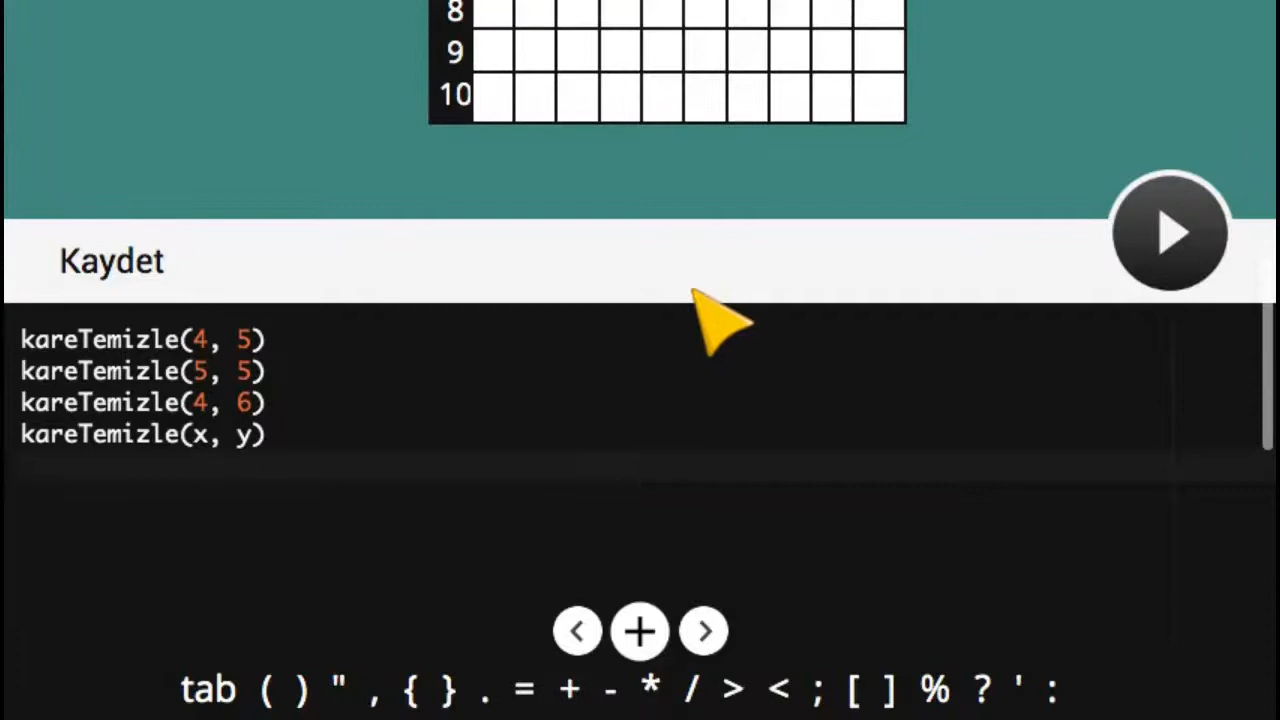 8
9
10
Kaydet
kareTemizle(4, 5)
kareTemizle(5, 5)
kareTemizle(4, 6)
kareTemizle(x, y)
tab ( ) " , { } . = + - * / > < ; [ ] % ? ' :